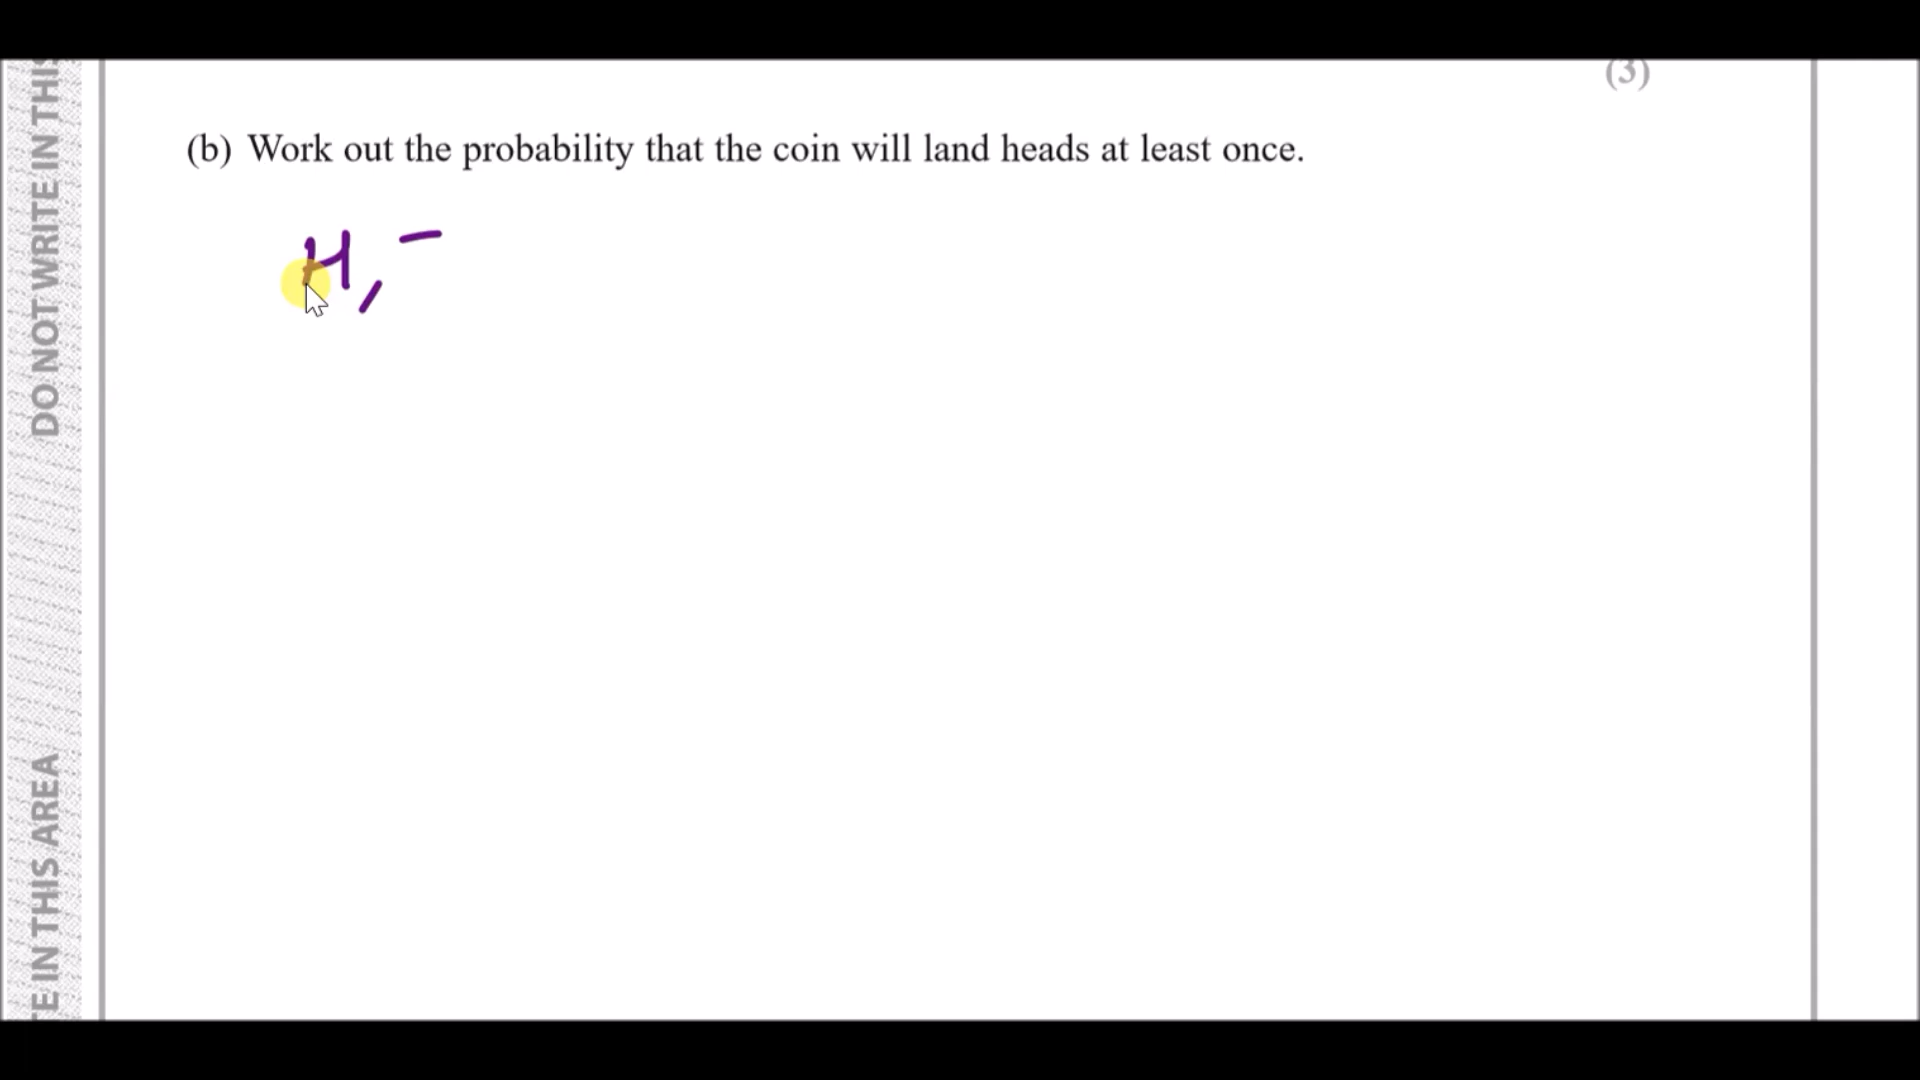 (3)
(b) Work out the probability that the coin will land heads at least once.
H, -
DO NOT WRITE IN THIS
TE IN THIS AREA